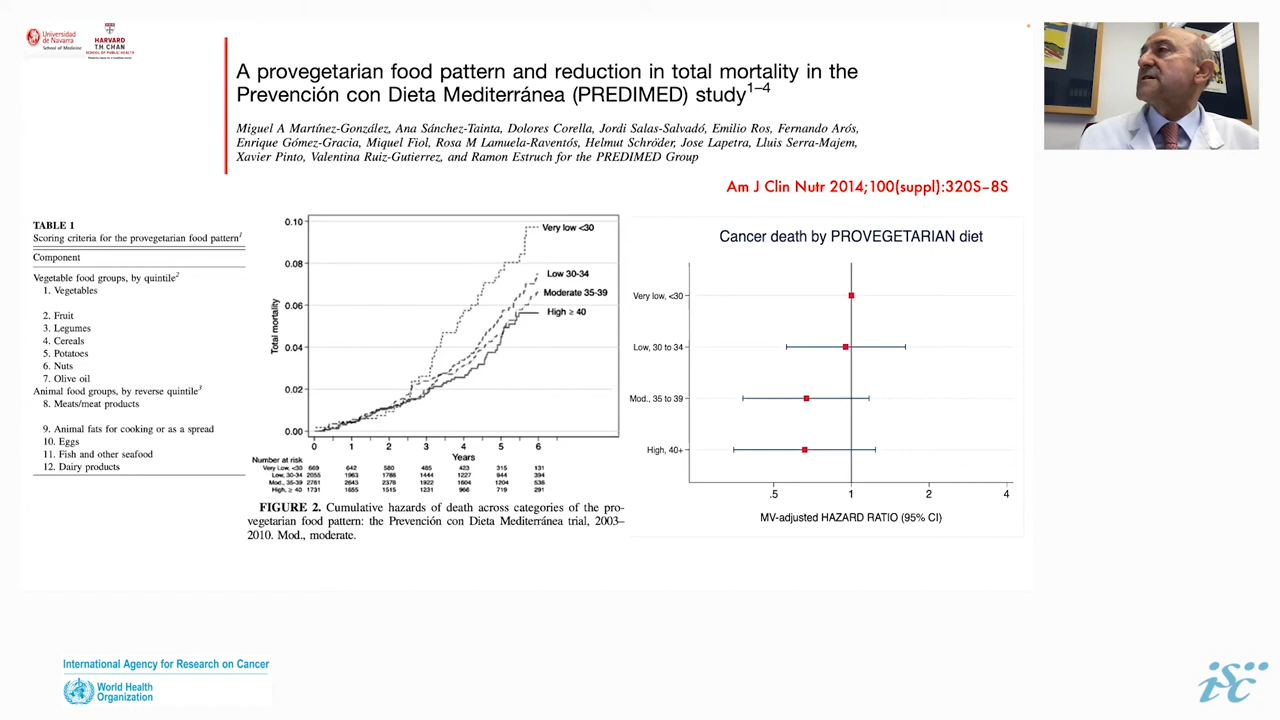 Universidad
de Navarra
School of Medicine
HARVARD
T.H. CHAN
SCHOOL OF PUBLIC HEALTH
A provegetarian food pattern and reduction in total mortality in the
Prevención con Dieta Mediterránea (PREDIMED) study1–4
Miguel A Martínez-González, Ana Sánchez-Tainta, Dolores Corella, Jordi Salas-Salvadó, Emilio Ros, Fernando Arós,
Enrique Gómez-Gracia, Miquel Fiol, Rosa M Lamuela-Raventós, Helmut Schröder, Jose Lapetra, Lluis Serra-Majem,
Xavier Pinto, Valentina Ruiz-Gutierrez, and Ramon Estruch for the PREDIMED Group
Am J Clin Nutr 2014;100(suppl):320S–8S
TABLE 1
Scoring criteria for the provegetarian food pattern1
Component
Vegetable food groups, by quintile2
1. Vegetables
2. Fruit
3. Legumes
4. Cereals
5. Potatoes
6. Nuts
7. Olive oil
Animal food groups, by reverse quintile3
8. Meats/meat products
9. Animal fats for cooking or as a spread
10. Eggs
11. Fish and other seafood
12. Dairy products
Total mortality
0.10
0.08
0.06
0.04
0.02
0.00
Very low <30
Low 30-34
Moderate 35-39
High ≥ 40
0 1 2 3 4 5 6
Years
Number at risk
Very Low, <30 669 642 580 485 423 315 131
Low, 30-34 2055 1963 1788 1444 1227 944 394
Mod., 35-39 2761 2643 2378 1922 1604 1204 536
High, ≥ 40 1731 1655 1515 1231 966 719 291
FIGURE 2. Cumulative hazards of death across categories of the pro-
vegetarian food pattern: the Prevención con Dieta Mediterránea trial, 2003–
2010. Mod., moderate.
Cancer death by PROVEGETARIAN diet
Very low, <30
Low, 30 to 34
Mod., 35 to 39
High, 40+
.5 1 2 4
MV-adjusted HAZARD RATIO (95% CI)
International Agency for Research on Cancer
World Health
Organization
isc